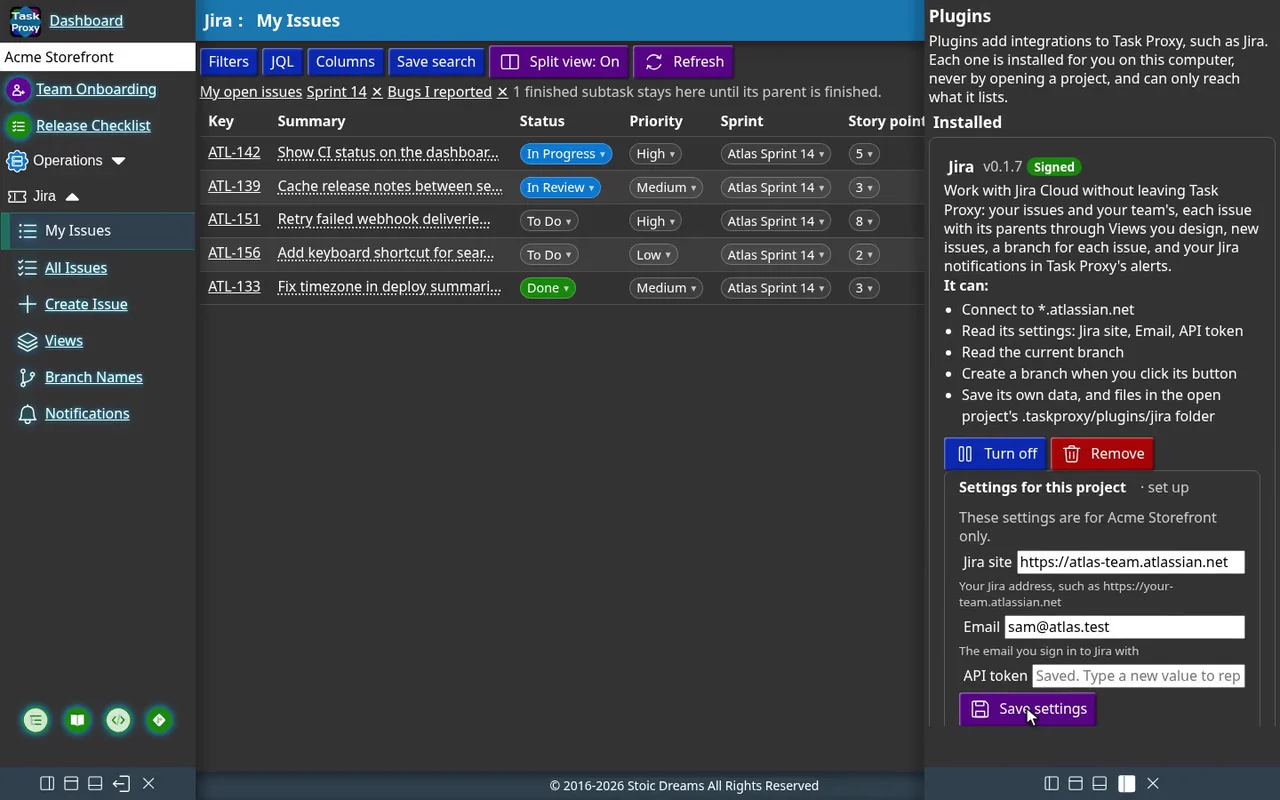 Task Proxy
Dashboard
Acme Storefront
Team Onboarding
Release Checklist
Operations
Jira
My Issues
All Issues
Create Issue
Views
Branch Names
Notifications
Jira : My Issues
Filters JQL Columns Save search Split view: On Refresh
My open issues Sprint 14 ✕ Bugs I reported ✕ 1 finished subtask stays here until its parent is finished.
Key Summary Status Priority Sprint Story point
ATL-142 Show CI status on the dashboar... In Progress ▾ High ▾ Atlas Sprint 14 ▾ 5 ▾
ATL-139 Cache release notes between se... In Review ▾ Medium ▾ Atlas Sprint 14 ▾ 3 ▾
ATL-151 Retry failed webhook deliverie... To Do ▾ High ▾ Atlas Sprint 14 ▾ 8 ▾
ATL-156 Add keyboard shortcut for sear... To Do ▾ Low ▾ Atlas Sprint 14 ▾ 2 ▾
ATL-133 Fix timezone in deploy summari... Done ▾ Medium ▾ Atlas Sprint 14 ▾ 3 ▾
© 2016-2026 Stoic Dreams All Rights Reserved
Plugins
Plugins add integrations to Task Proxy, such as Jira.
Each one is installed for you on this computer,
never by opening a project, and can only reach
what it lists.
Installed
Jira v0.1.7 Signed
Work with Jira Cloud without leaving Task
Proxy: your issues and your team's, each issue
with its parents through Views you design, new
issues, a branch for each issue, and your Jira
notifications in Task Proxy's alerts.
It can:
• Connect to *.atlassian.net
• Read its settings: Jira site, Email, API token
• Read the current branch
• Create a branch when you click its button
• Save its own data, and files in the open
project's .taskproxy/plugins/jira folder
Turn off Remove
Settings for this project · set up
These settings are for Acme Storefront
only.
Jira site https://atlas-team.atlassian.net
Your Jira address, such as https://your-
team.atlassian.net
Email sam@atlas.test
The email you sign in to Jira with
API token Saved. Type a new value to rep
Save settings